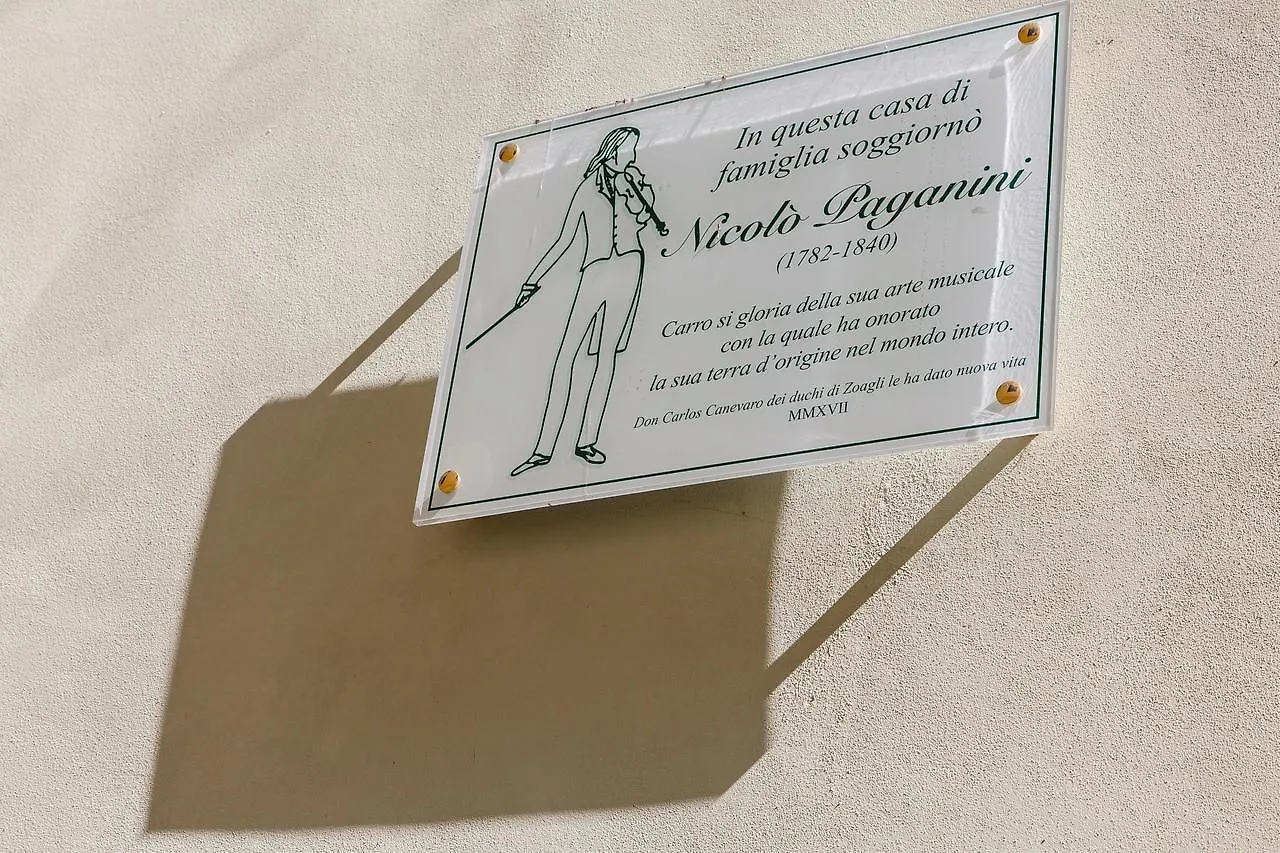 In questa casa di
famiglia soggiornò
Nicolò Paganini
(1782-1840)
Carro si gloria della sua arte musicale
con la quale ha onorato
la sua terra d'origine nel mondo intero.
Don Carlos Canevaro dei duchi di Zoagli le ha dato nuova vita
MMXVII